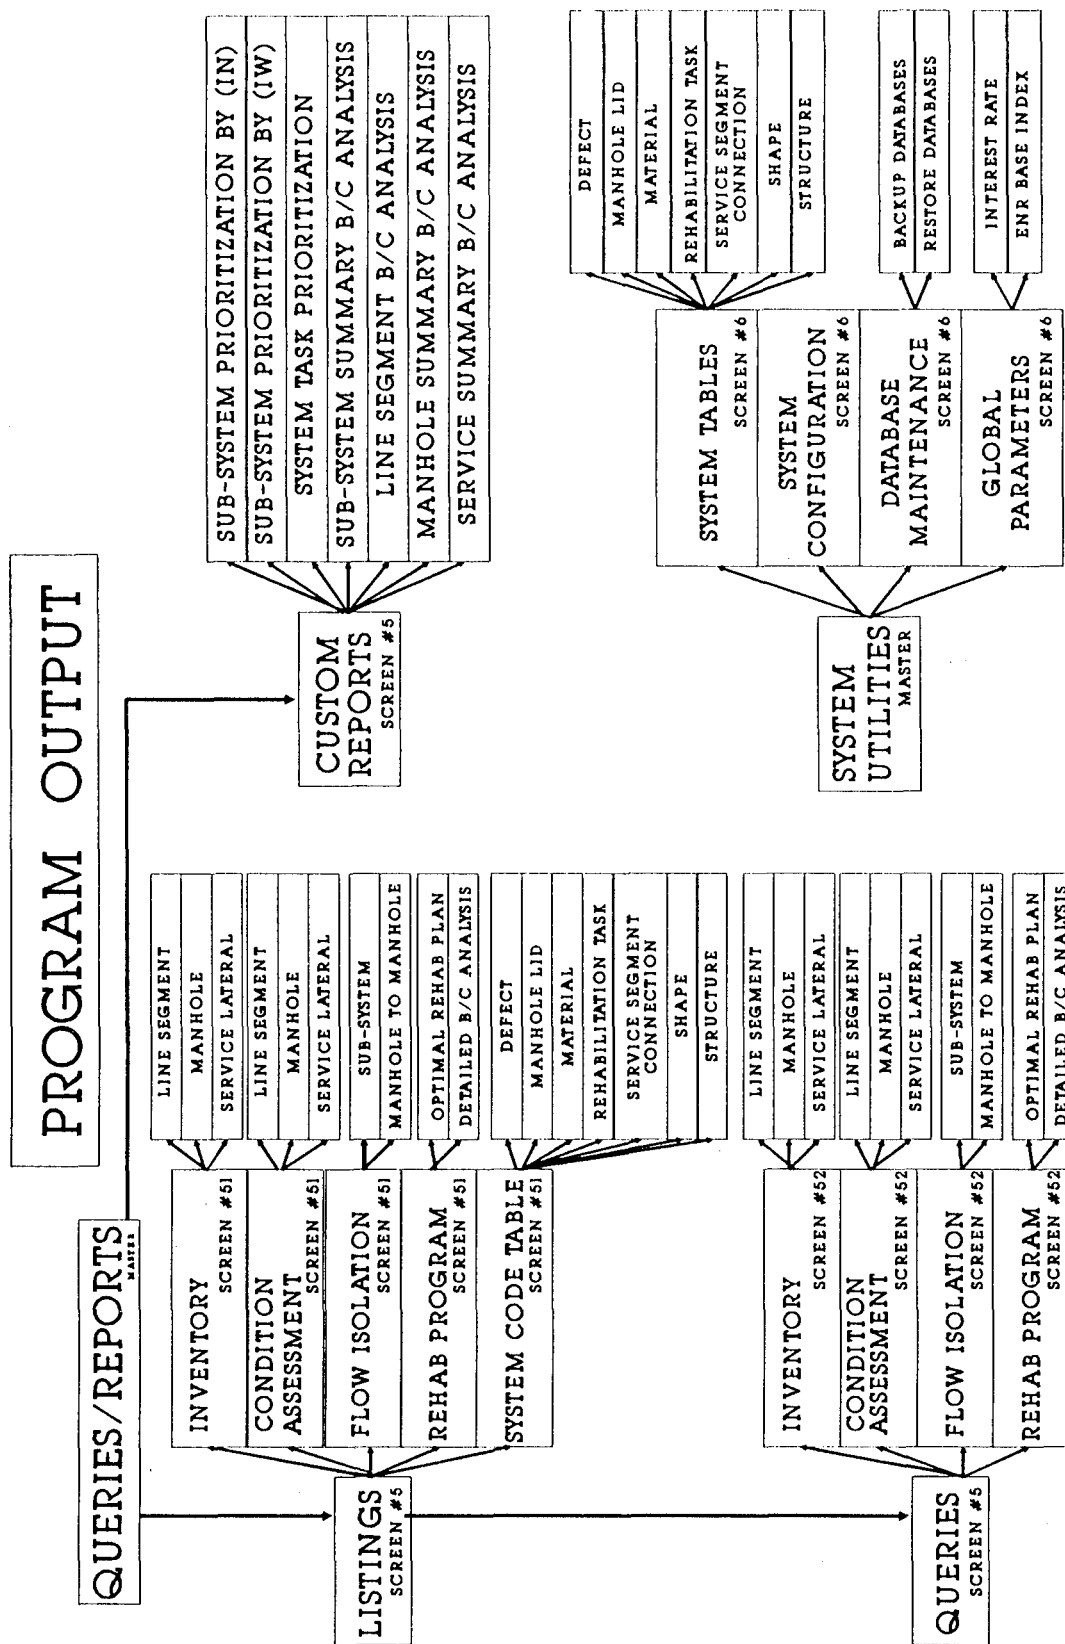 PROGRAM OUTPUT
QUERIES/REPORTS
MASTER
LISTINGS
SCREEN #5
INVENTORY
SCREEN #51
LINE SEGMENT
MANHOLE
SERVICE LATERAL
CONDITION
ASSESSMENT
SCREEN #51
LINE SEGMENT
MANHOLE
SERVICE LATERAL
FLOW ISOLATION
SCREEN #51
SUB-SYSTEM
MANHOLE TO MANHOLE
REHAB PROGRAM
SCREEN #51
OPTIMAL REHAB PLAN
DETAILED B/C ANALYSIS
SYSTEM CODE TABLE
SCREEN #51
DEFECT
MANHOLE LID
MATERIAL
REHABILITATION TASK
SERVICE SEGMENT
CONNECTION
SHAPE
STRUCTURE
QUERIES
SCREEN #5
INVENTORY
SCREEN #52
LINE SEGMENT
MANHOLE
SERVICE LATERAL
CONDITION
ASSESSMENT
SCREEN #52
LINE SEGMENT
MANHOLE
SERVICE LATERAL
FLOW ISOLATION
SCREEN #52
SUB-SYSTEM
MANHOLE TO MANHOLE
REHAB PROGRAM
SCREEN #52
OPTIMAL REHAB PLAN
DETAILED B/C ANALYSIS
CUSTOM
REPORTS
SCREEN #5
SUB-SYSTEM PRIORITIZATION BY (IN)
SUB-SYSTEM PRIORITIZATION BY (IW)
SYSTEM TASK PRIORITIZATION
SUB-SYSTEM SUMMARY B/C ANALYSIS
LINE SEGMENT B/C ANALYSIS
MANHOLE SUMMARY B/C ANALYSIS
SERVICE SUMMARY B/C ANALYSIS
SYSTEM
UTILITIES
MASTER
SYSTEM TABLES
SCREEN #6
DEFECT
MANHOLE LID
MATERIAL
REHABILITATION TASK
SERVICE SEGMENT
CONNECTION
SHAPE
STRUCTURE
SYSTEM
CONFIGURATION
SCREEN #6
DATABASE
MAINTENANCE
SCREEN #6
BACKUP DATABASES
RESTORE DATABASES
GLOBAL
PARAMETERS
SCREEN #6
INTEREST RATE
ENR BASE INDEX